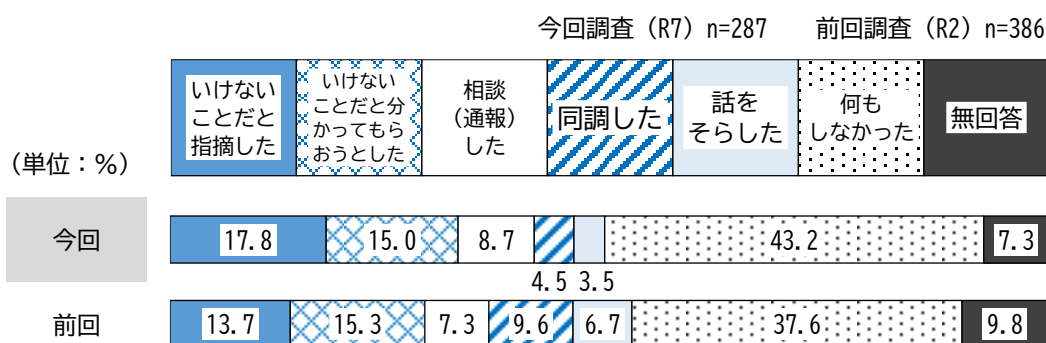 今回調査（R7）n=287　前回調査（R2）n=386
いけない
ことだと
指摘した
いけない
ことだと分
かってもら
おうとした
相談
（通報）
した
同調した
話を
そらした
何も
しなかった
無回答
（単位：%）
今回
17.8
15.0
8.7
4.5
3.5
43.2
7.3
前回
13.7
15.3
7.3
9.6
6.7
37.6
9.8